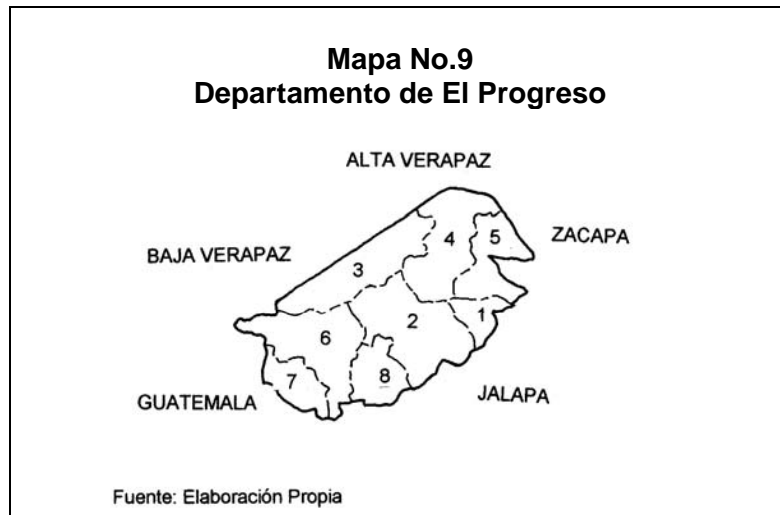 Mapa No.9
Departamento de El Progreso
ALTA VERAPAZ
ZACAPA
BAJA VERAPAZ
4
5
3
1
2
6
7
8
GUATEMALA
JALAPA
Fuente: Elaboración Propia